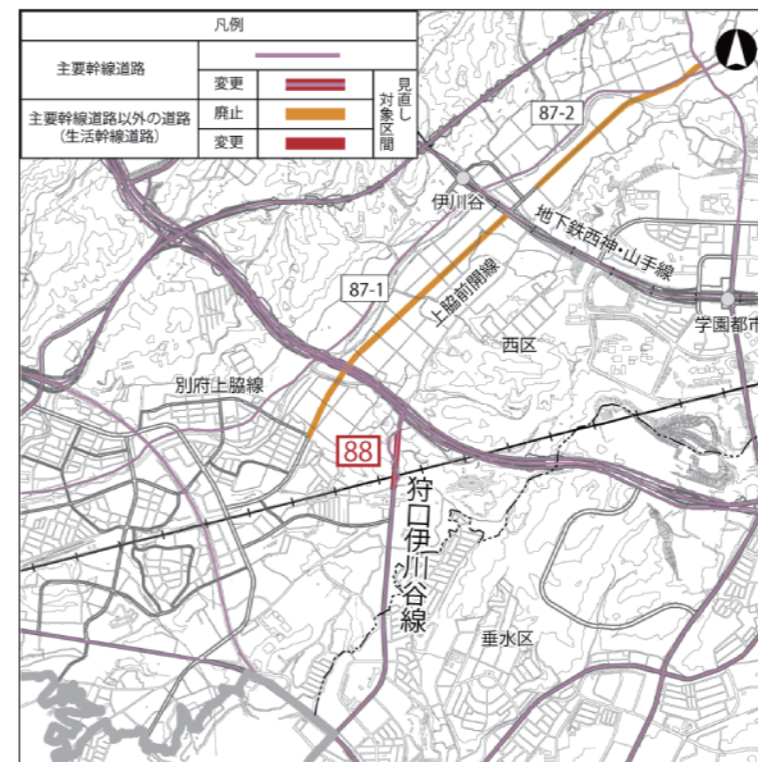 凡例
主要幹線道路
変更
主要幹線道路以外の道路
(生活幹線道路)
廃止
変更
見直し
対象区間
87-2
伊川谷
地下鉄西神・山手線
87-1
上脇前開線
学園都市
西区
別府上脇線
88
狩口伊川谷線
垂水区